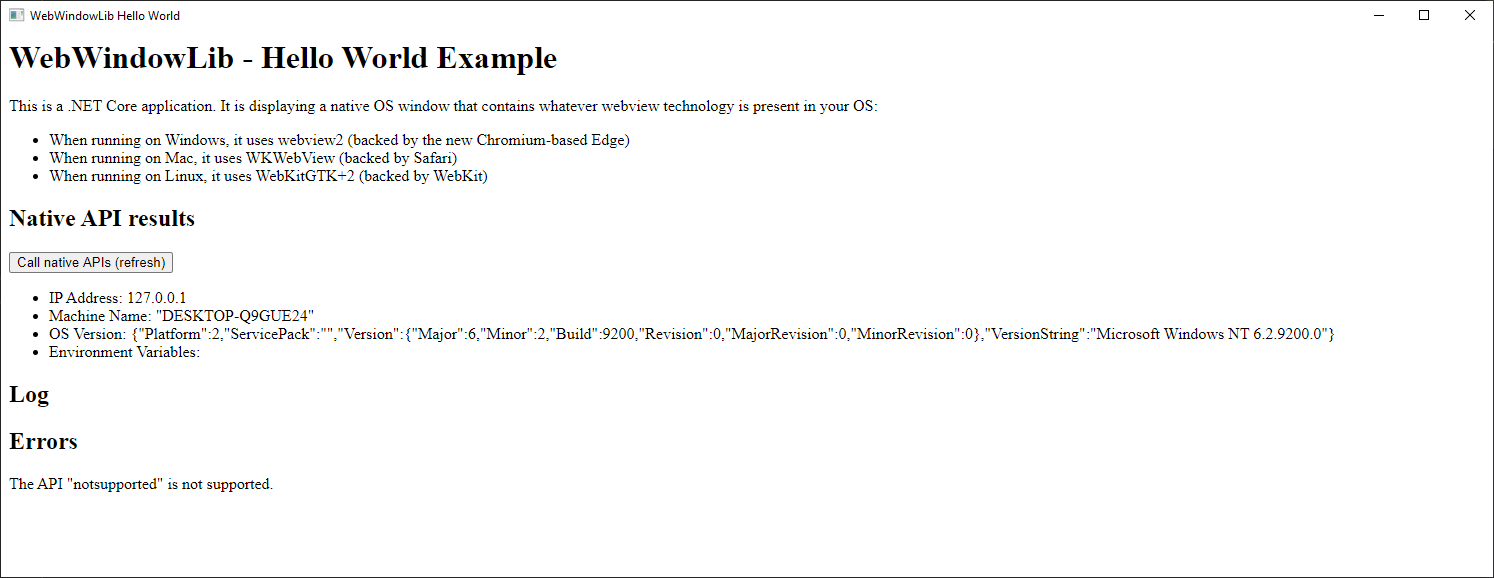 WebWindowLib Hello World
WebWindowLib - Hello World Example
This is a .NET Core application. It is displaying a native OS window that contains whatever webview technology is present in your OS:
When running on Windows, it uses webview2 (backed by the new Chromium-based Edge)
When running on Mac, it uses WKWebView (backed by Safari)
When running on Linux, it uses WebKitGTK+2 (backed by WebKit)
Native API results
Call native APIs (refresh)
IP Address: 127.0.0.1
Machine Name: "DESKTOP-Q9GUE24"
OS Version: {"Platform":2,"ServicePack":"","Version":{"Major":6,"Minor":2,"Build":9200,"Revision":0,"MajorRevision":0,"MinorRevision":0},"VersionString":"Microsoft Windows NT 6.2.9200.0"}
Environment Variables:
Log
Errors
The API "notsupported" is not supported.